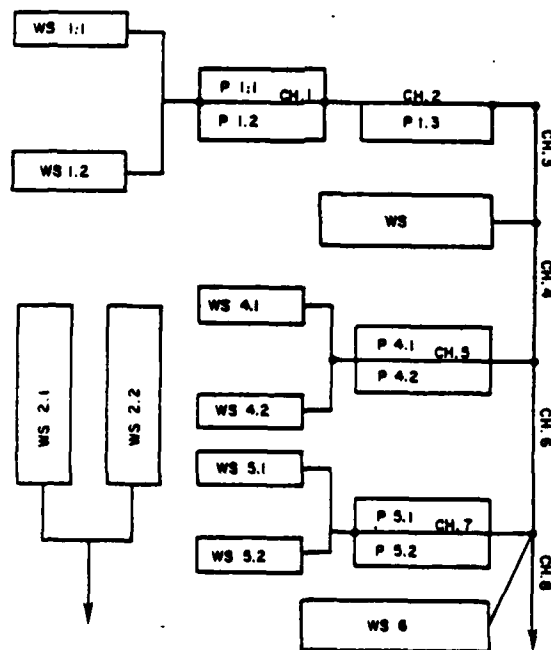 WS 1:1
P 1:1
CH.1
CH.2
P 1.2
P 1.3
WS 1.2
CH.3
WS
CH.4
WS 4.1
P 4.1
CH.5
P 4.2
WS 4.2
WS 2.1
WS 2.2
CH.6
WS 5.1
P 5.1
CH.7
P 5.2
WS 5.2
CH.8
WS 6